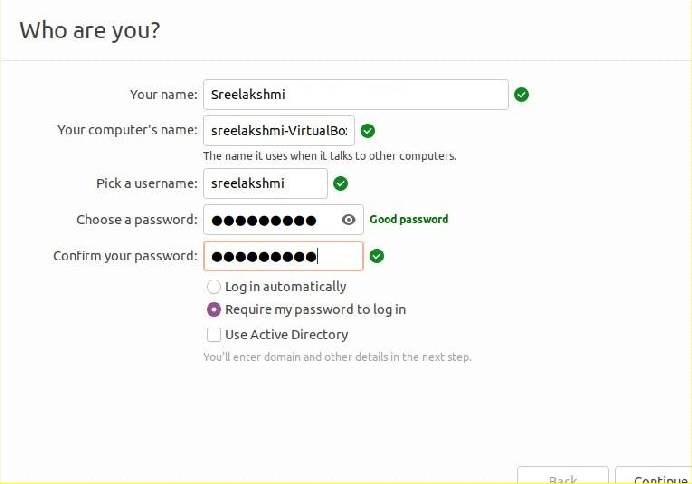 Who are you?
Your name: Sreelakshmi
Your computer's name: sreelakshmi-VirtualBox
The name it uses when it talks to other computers.
Pick a username: sreelakshmi
Choose a password: ●●●●●●●●● Good password
Confirm your password: ●●●●●●●●●
Log in automatically
Require my password to log in
Use Active Directory
You'll enter domain and other details in the next step.
Back Continue